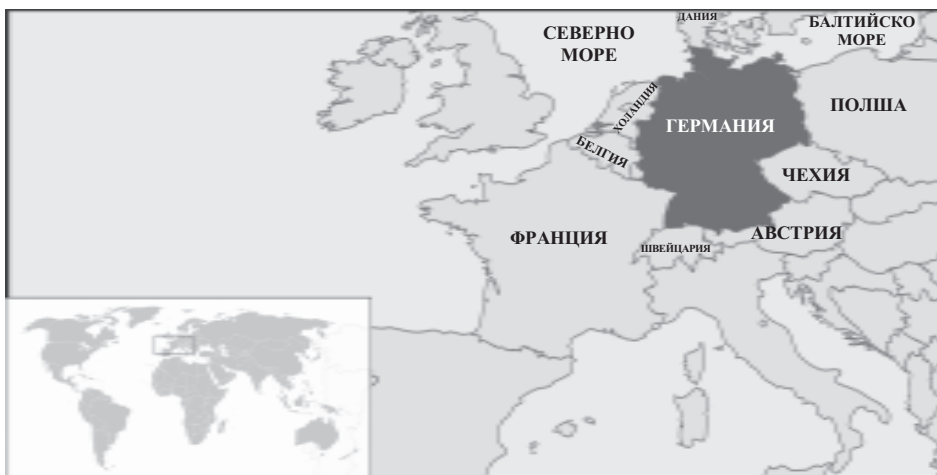 ДАНИЯ
СЕВЕРНО
МОРЕ
БАЛТИЙСКО
МОРЕ
ХОЛАНДИЯ
ПОЛША
ГЕРМАНИЯ
БЕЛГИЯ
ЧЕХИЯ
ФРАНЦИЯ
АВСТРИЯ
ШВЕЙЦАРИЯ